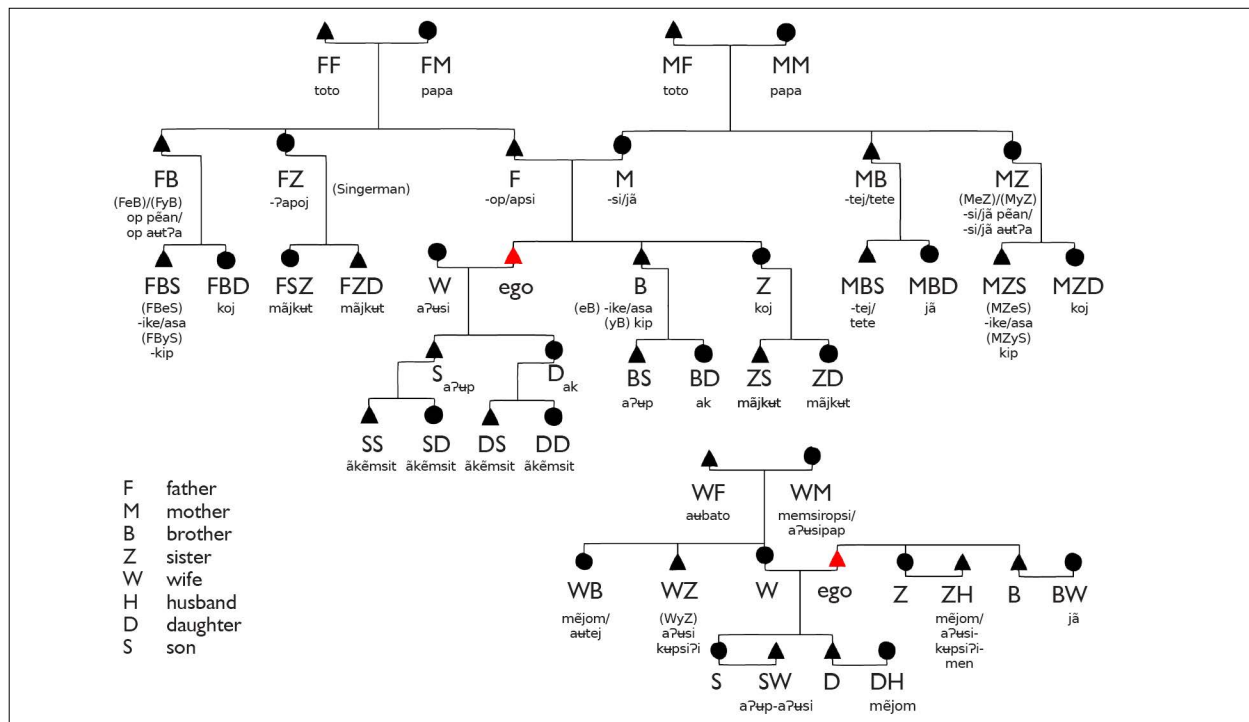 FF FM MF MM
toto papa toto papa
FB FZ (Singerman) F M MB MZ
(FeB)/(FyB) -ʔapoj -op/apsi -si/jã -tej/tete (MeZ)/(MyZ)
op pẽan/ -si/jã pẽan/
op aʉtʔa -si/jã aʉtʔa
FBS FBD FSZ FZD W ego B Z MBS MBD MZS MZD
(FBeS) koj mãjkʉt mãjkʉt aʔʉsi (eB) -ike/asa koj -tej/ jã (MZeS) koj
-ike/asa (yB) kip tete -ike/asa
(FByS) (MZyS)
-kip kip
S aʔʉp D ak BS BD ZS ZD
aʔʉp ak mãjkʉt mãjkʉt
SS SD DS DD
ãkẽmsit ãkẽmsit ãkẽmsit ãkẽmsit
F father
M mother
B brother
Z sister
W wife
H husband
D daughter
S son
WF WM
aʉbato memsiropsi/
aʔʉsipap
WB WZ W ego Z ZH B BW
mẽjom/ (WyZ) mẽjom/ jã
aʉtej aʔʉsi aʔʉsi-
kʉpsiʔi kʉpsiʔi-
men
S SW D DH
aʔʉp-aʔʉsi mẽjom